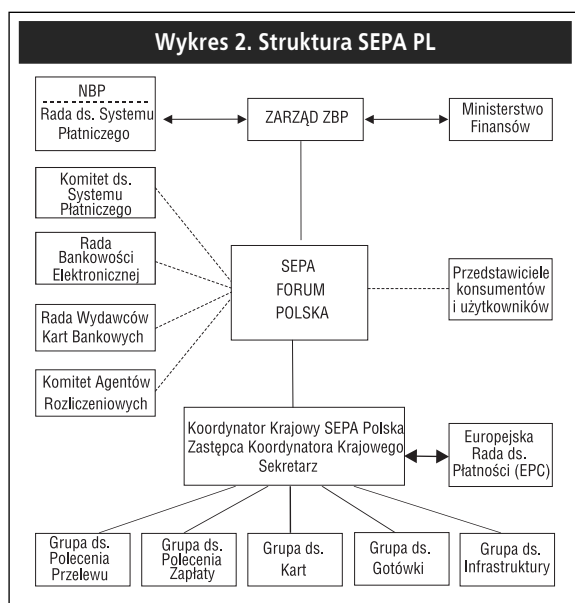 Wykres 2. Struktura SEPA PL
NBP
Rada ds. Systemu
Płatniczego
ZARZĄD ZBP
Ministerstwo
Finansów
Komitet ds.
Systemu
Płatniczego
Rada
Bankowości
Elektronicznej
Rada Wydawców
Kart Bankowych
Komitet Agentów
Rozliczeniowych
SEPA
FORUM
POLSKA
Przedstawiciele
konsumentów
i użytkowników
Koordynator Krajowy SEPA Polska
Zastępca Koordynatora Krajowego
Sekretarz
Europejska
Rada ds.
Płatności (EPC)
Grupa ds.
Polecenia
Przelewu
Grupa ds.
Polecenia
Zapłaty
Grupa ds.
Kart
Grupa ds.
Gotówki
Grupa ds.
Infrastruktury